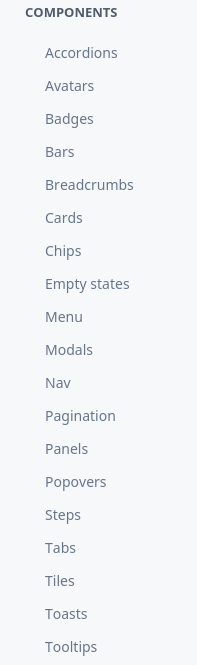 COMPONENTS
Accordions
Avatars
Badges
Bars
Breadcrumbs
Cards
Chips
Empty states
Menu
Modals
Nav
Pagination
Panels
Popovers
Steps
Tabs
Tiles
Toasts
Tooltips